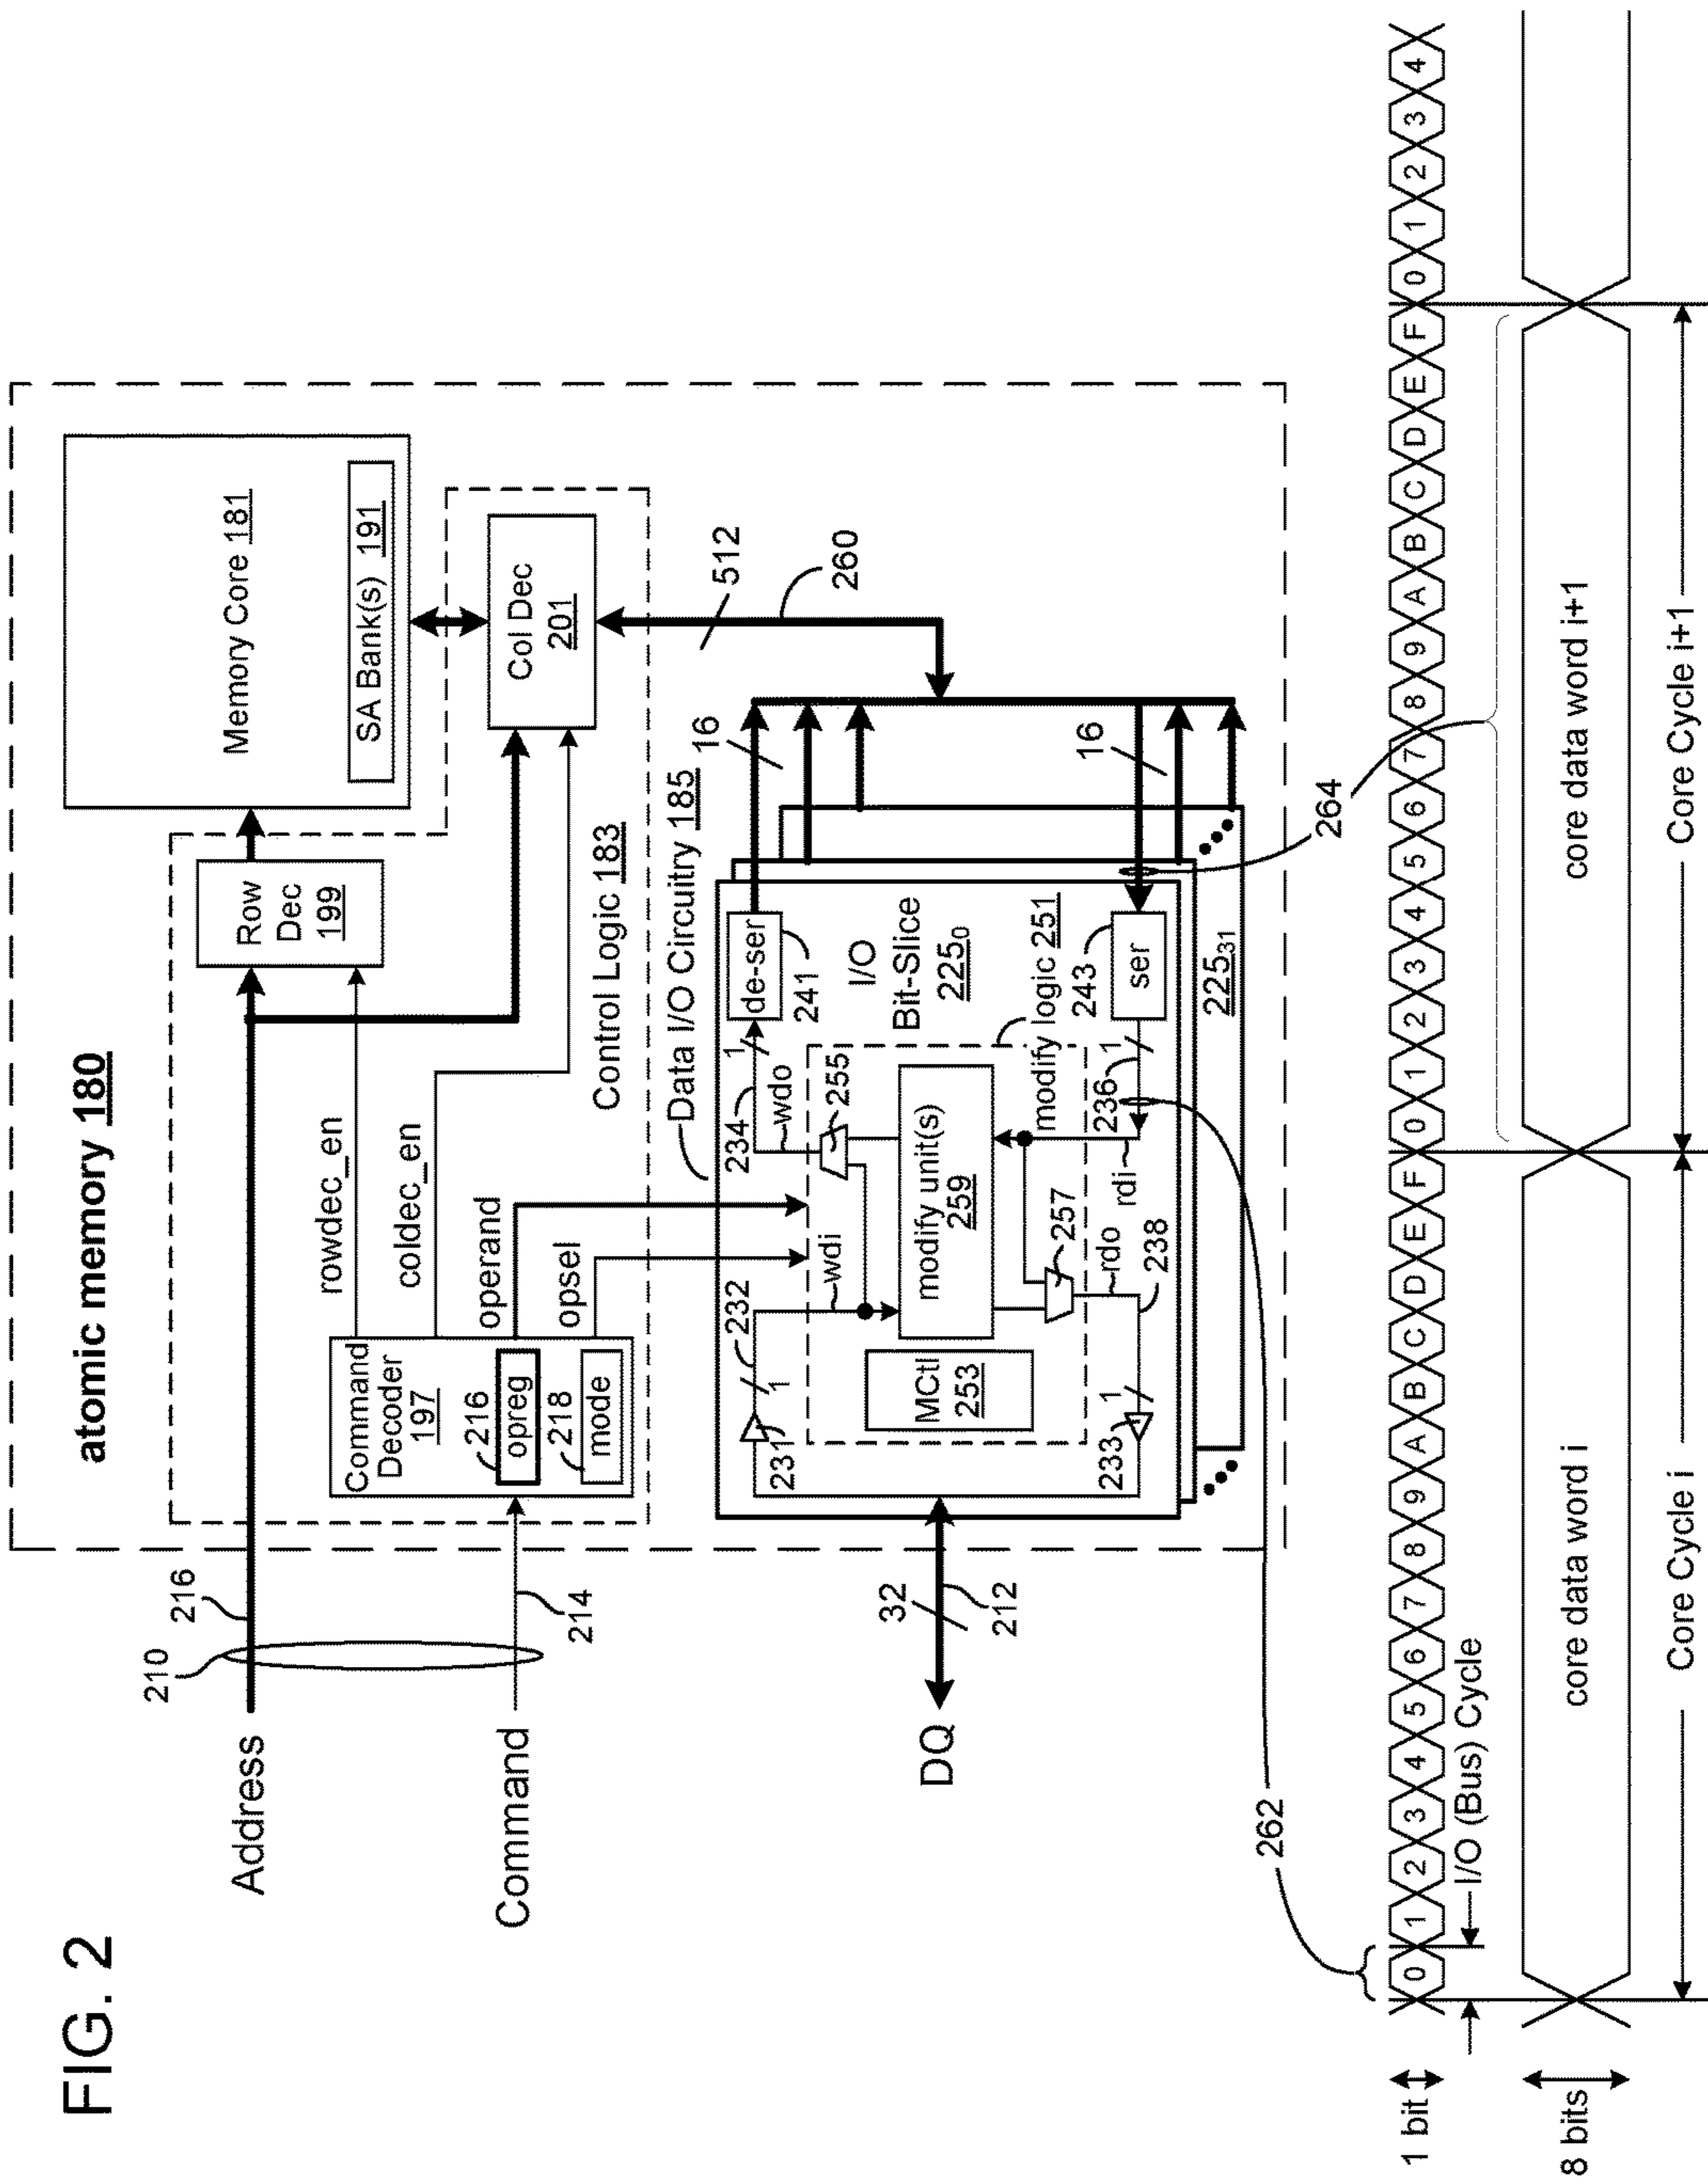 FIG. 2
atomic memory 180
210
216
Address
Command
214
Row
Dec
199
Memory Core 181
SA Bank(s) 191
rowdec_en
coldec_en
operand
opsel
Command
Decoder
197
216
opreg
218
mode
Control Logic 183
Col Dec
201
512
260
Data I/O Circuitry 185
16
16
DQ
32
212
231
1
232
wdi
234
wdo
1
255
de-ser
241
I/O
Bit-Slice
225₀
modify logic 251
MCtl
253
modify unit(s)
259
257
rdo
238
1
233
rdi
236
1
243
ser
225₃₁
262
264
1 bit
0 1 2 3 4 5 6 7 8 9 A B C D E F 0 1 2 3 4 5 6 7 8 9 A B C D E F 0 1 2 3 4
I/O (Bus) Cycle
8 bits
core data word i
core data word i+1
Core Cycle i
Core Cycle i+1